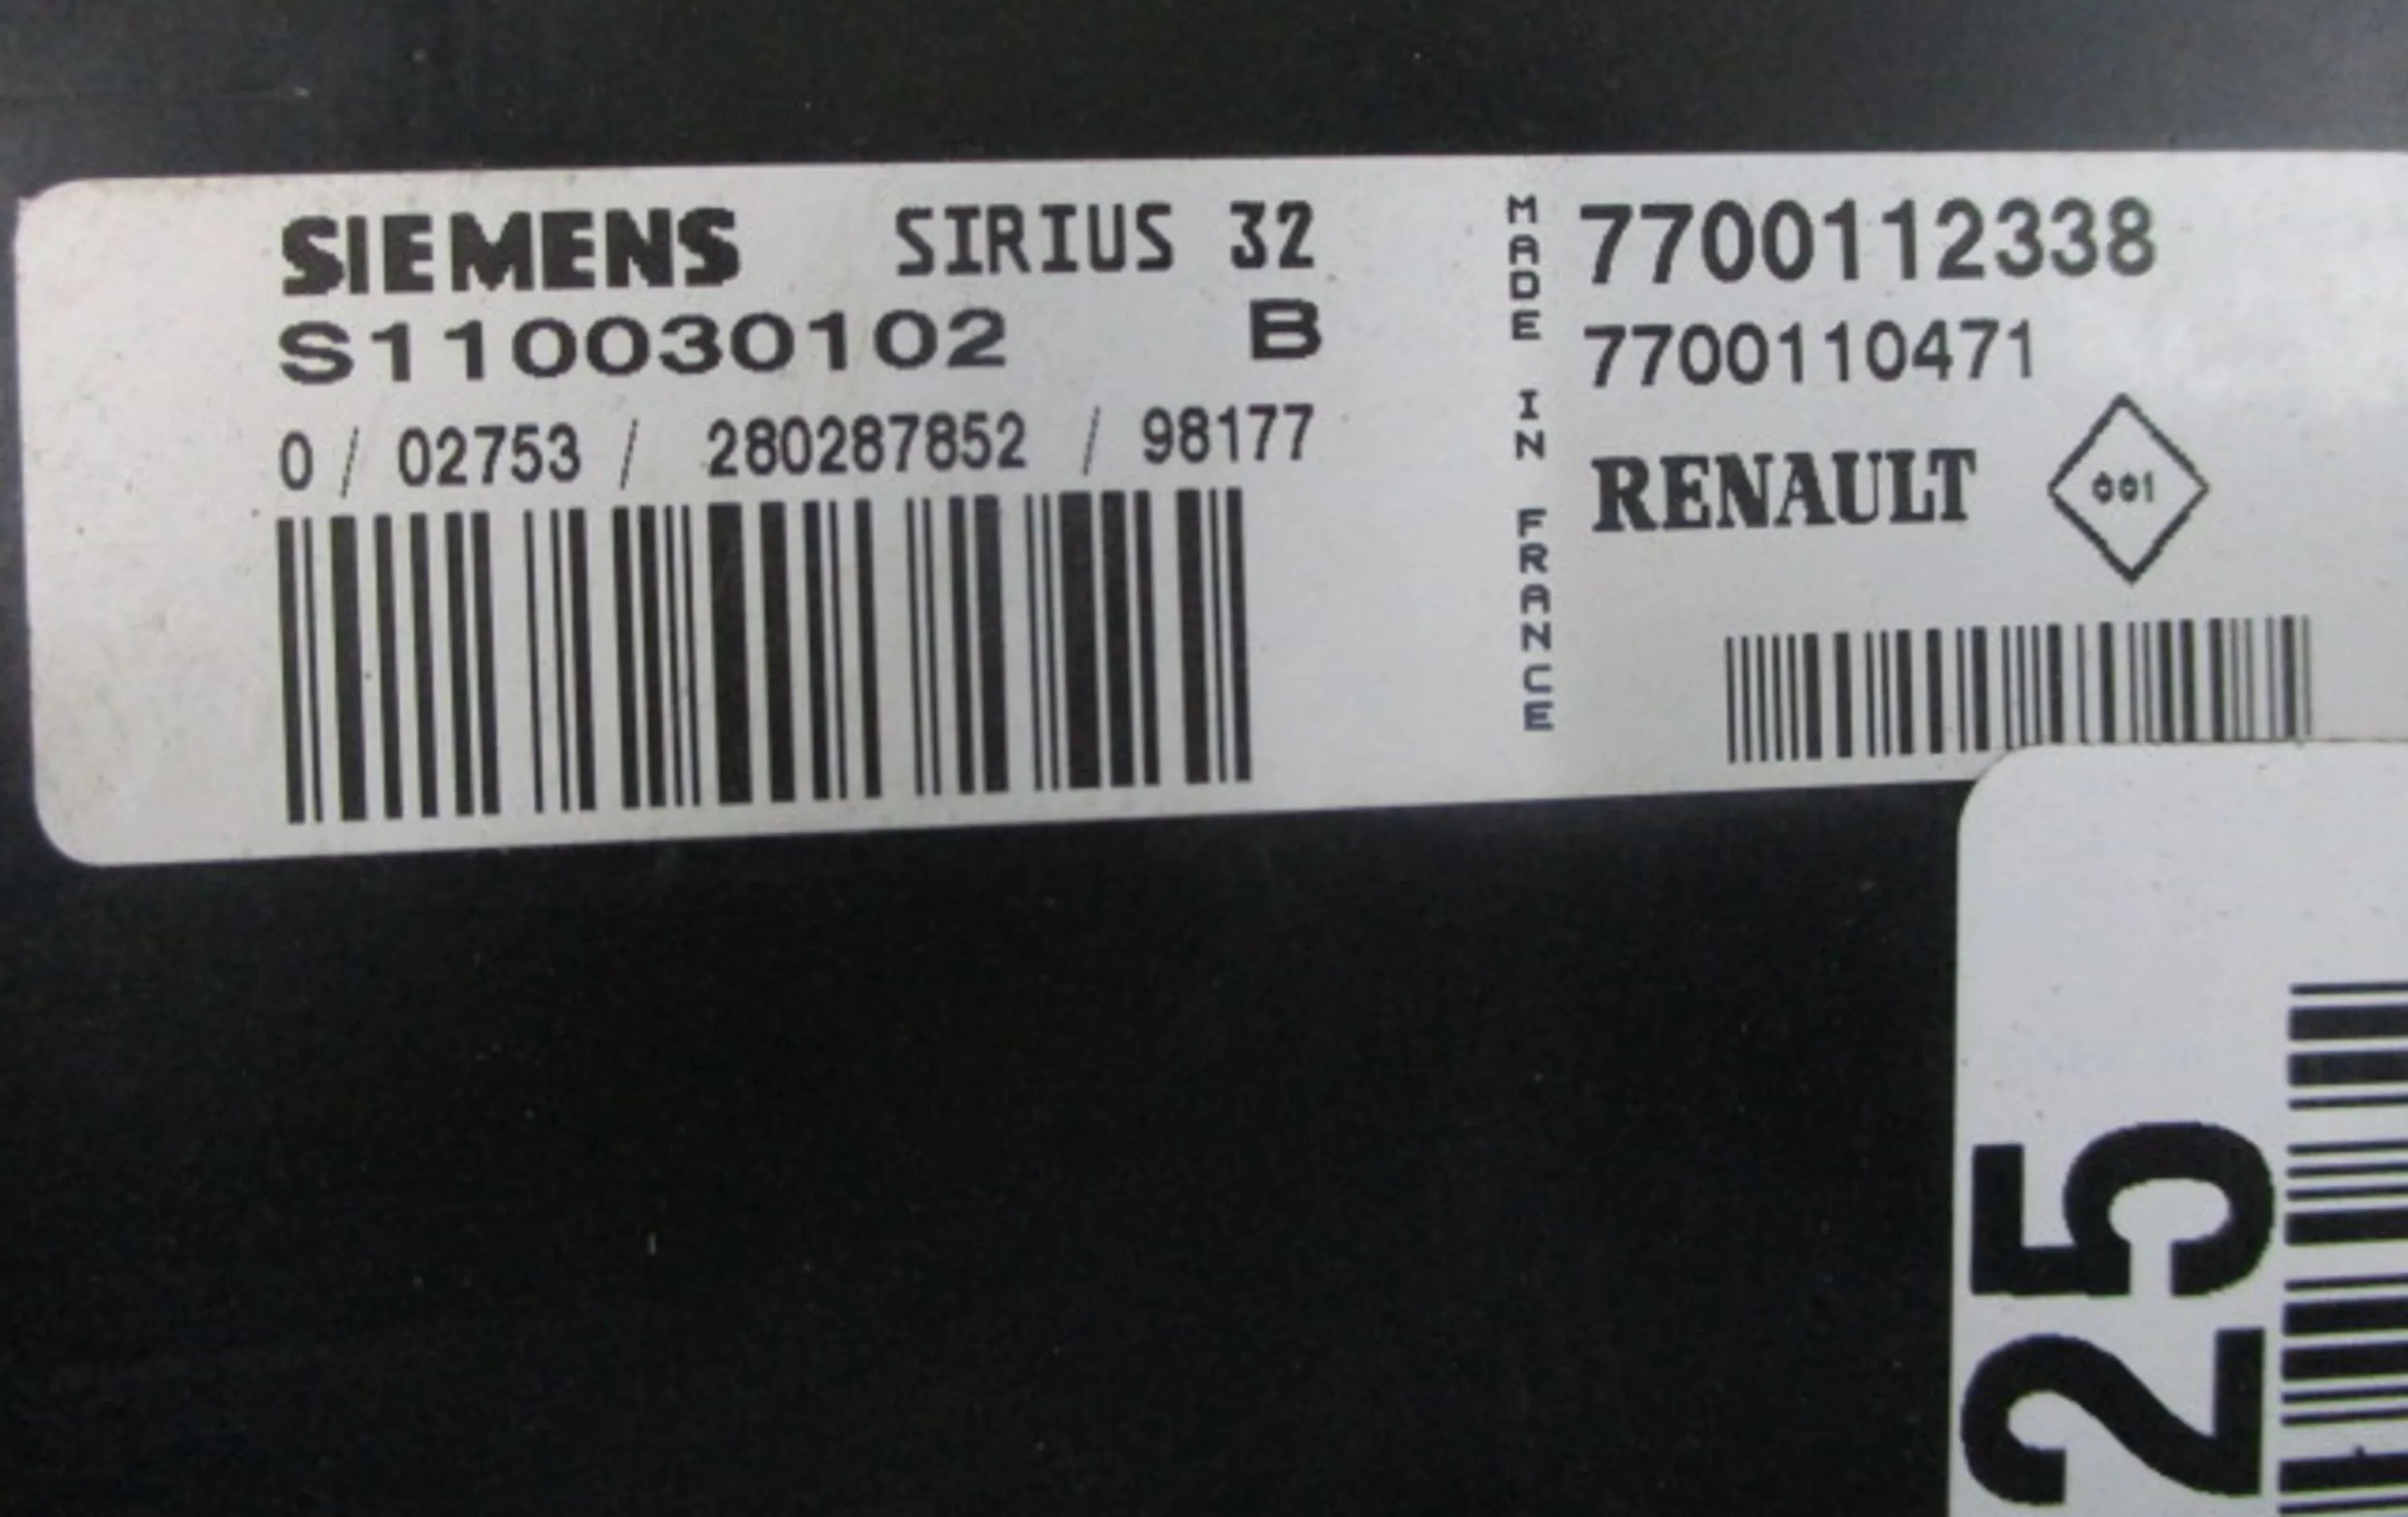 SIEMENS SIRIUS 32
S110030102 B
0 / 02753 / 280287852 / 98177
MADE IN FRANCE
7700112338
7700110471
RENAULT 001
25